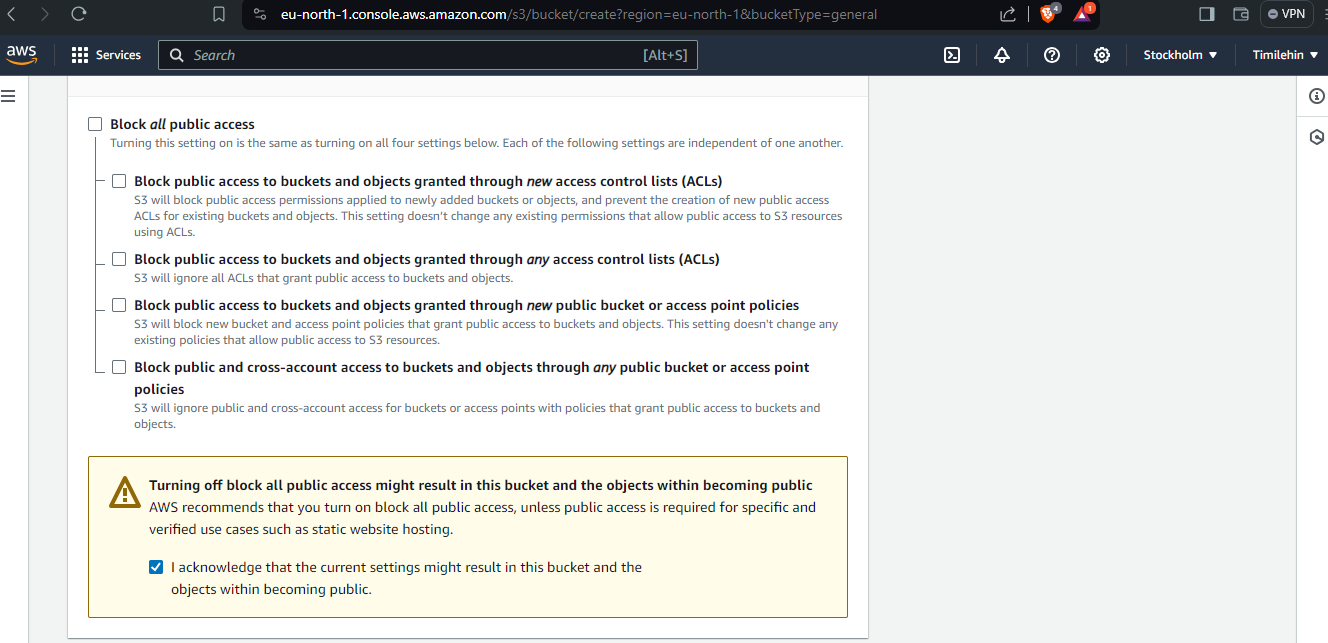 eu-north-1.console.aws.amazon.com/s3/bucket/create?region=eu-north-1&bucketType=general
4
1
VPN
aws
Services
Search
[Alt+S]
Stockholm
Timilehin
Block all public access
Turning this setting on is the same as turning on all four settings below. Each of the following settings are independent of one another.
Block public access to buckets and objects granted through new access control lists (ACLs)
S3 will block public access permissions applied to newly added buckets or objects, and prevent the creation of new public access
ACLs for existing buckets and objects. This setting doesn't change any existing permissions that allow public access to S3 resources
using ACLs.
Block public access to buckets and objects granted through any access control lists (ACLs)
S3 will ignore all ACLs that grant public access to buckets and objects.
Block public access to buckets and objects granted through new public bucket or access point policies
S3 will block new bucket and access point policies that grant public access to buckets and objects. This setting doesn't change any
existing policies that allow public access to S3 resources.
Block public and cross-account access to buckets and objects through any public bucket or access point
policies
S3 will ignore public and cross-account access for buckets or access points with policies that grant public access to buckets and
objects.
Turning off block all public access might result in this bucket and the objects within becoming public
AWS recommends that you turn on block all public access, unless public access is required for specific and
verified use cases such as static website hosting.
I acknowledge that the current settings might result in this bucket and the
objects within becoming public.